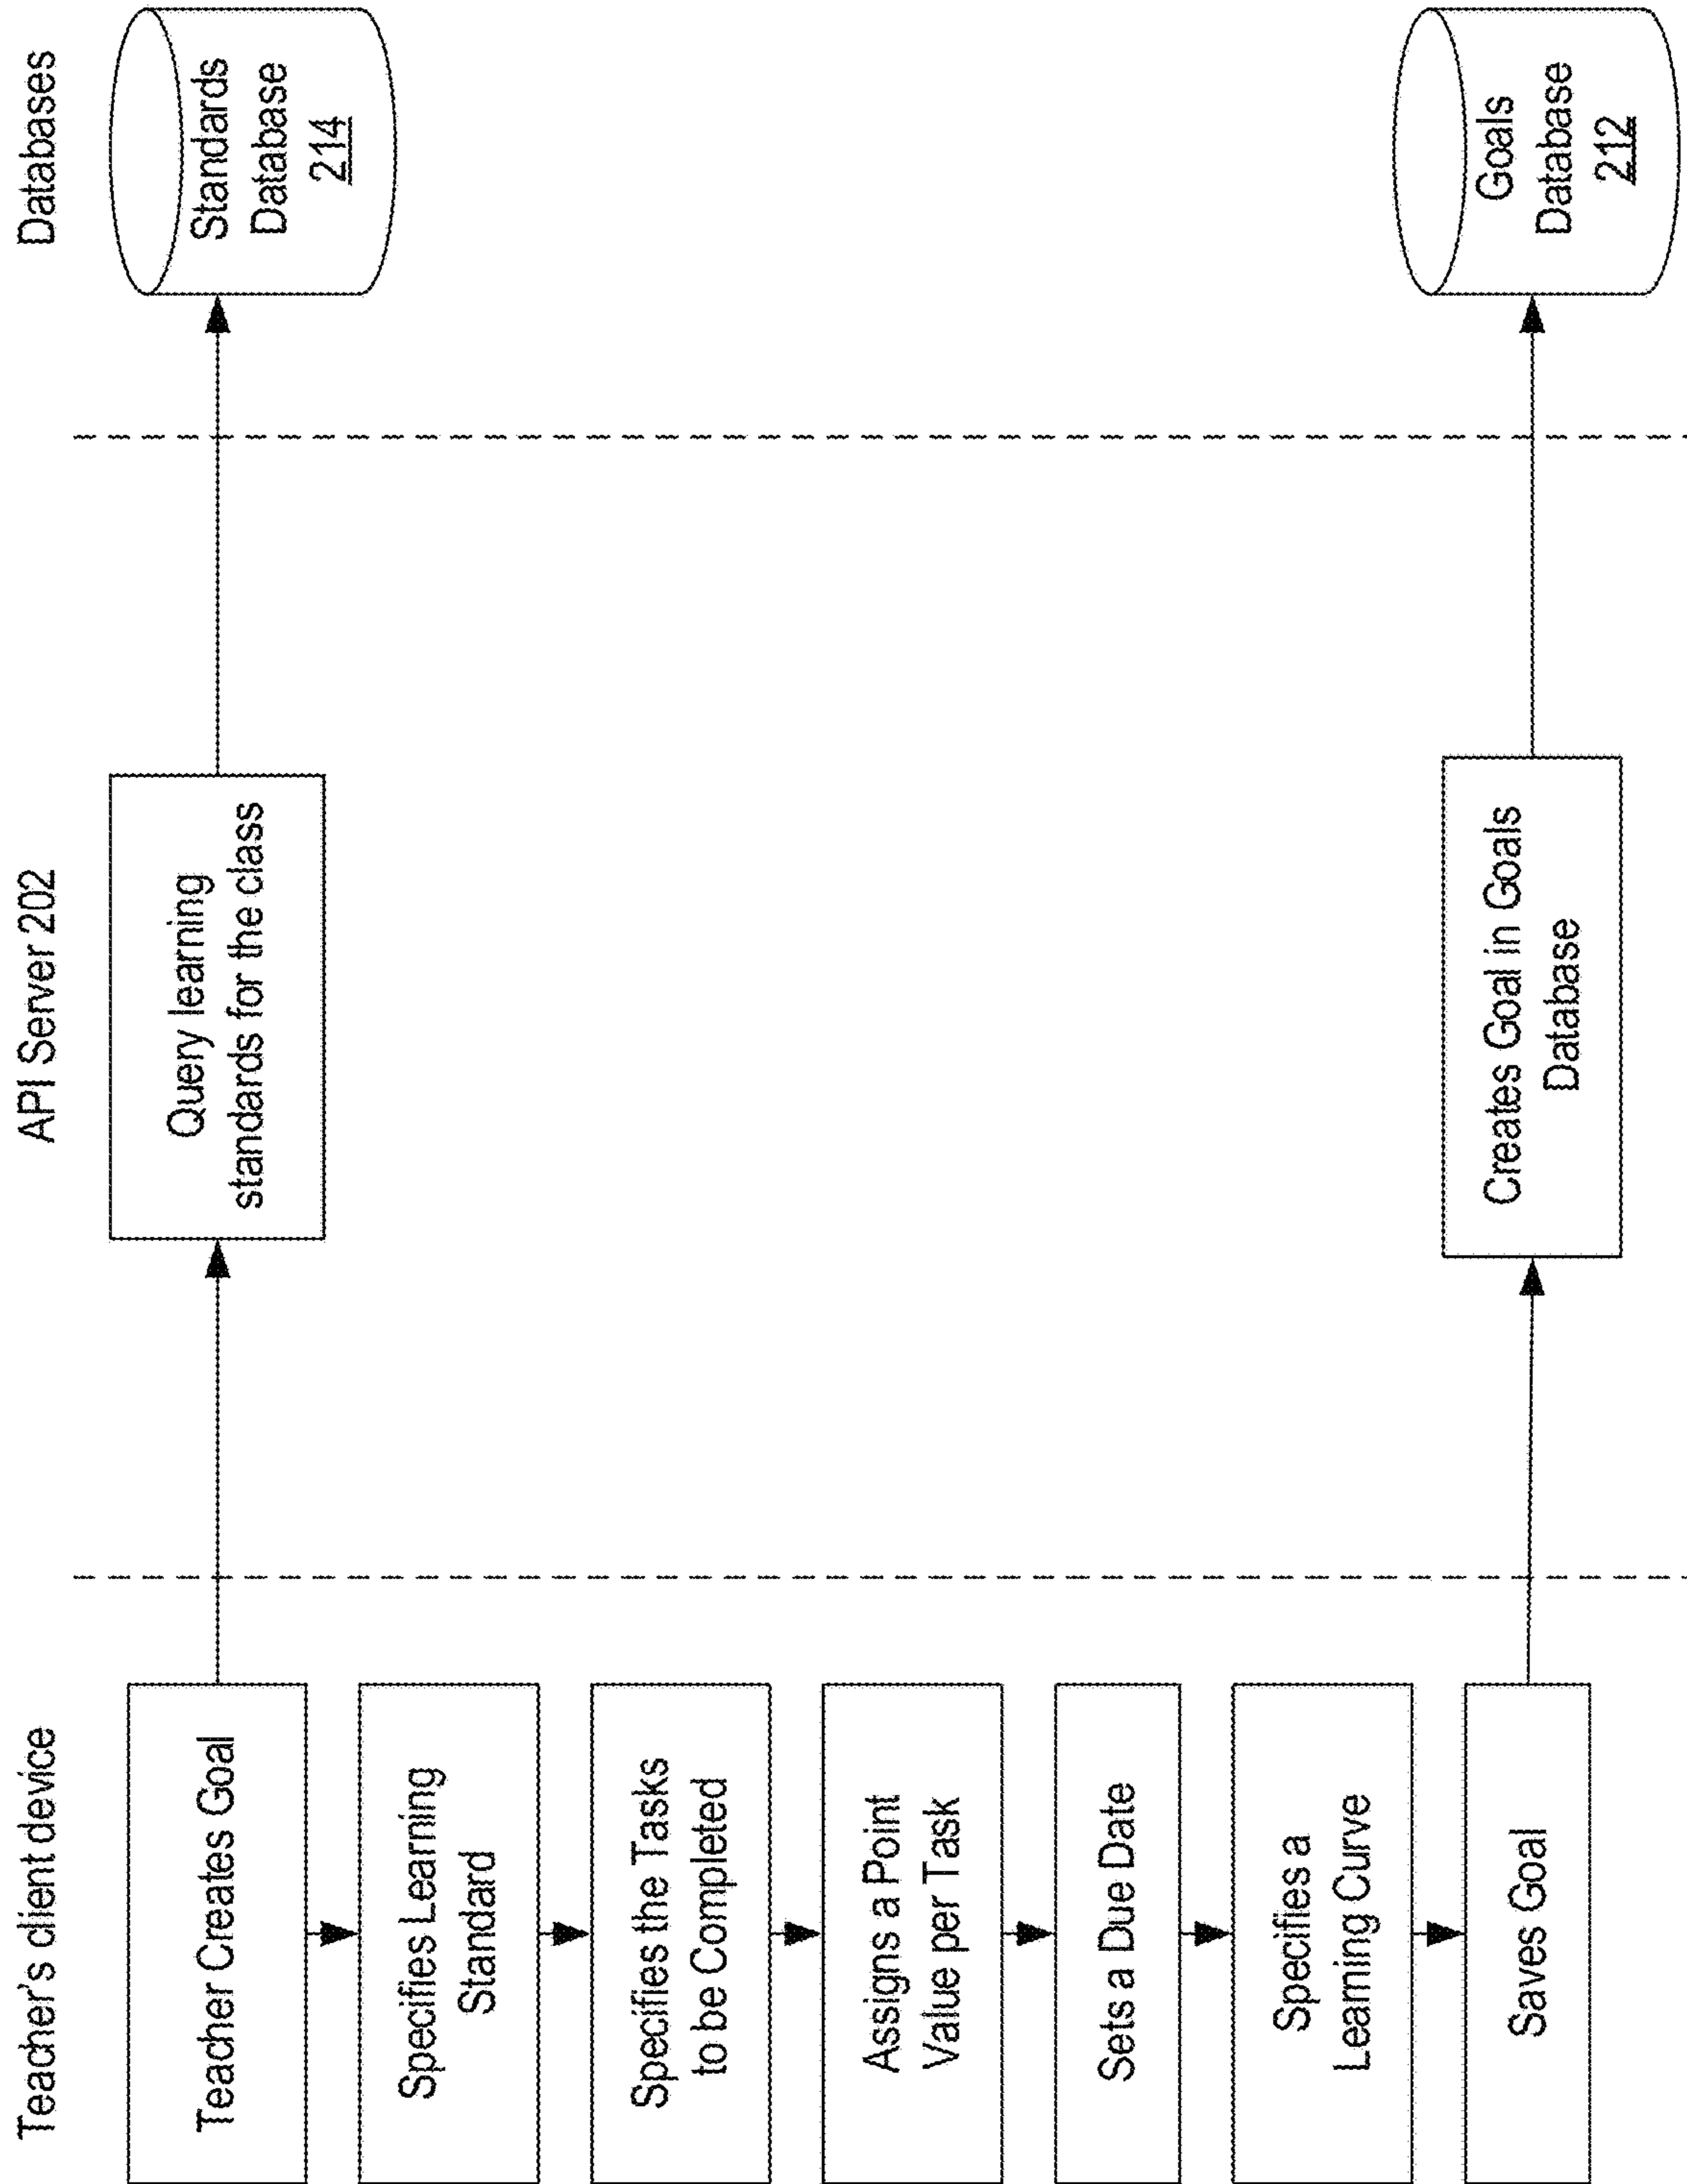 Teacher's client device
API Server 202
Databases
Teacher Creates Goal
Query learning
standards for the class
Standards
Database
214
Specifies Learning
Standard
Specifies the Tasks
to be Completed
Assigns a Point
Value per Task
Sets a Due Date
Specifies a
Learning Curve
Saves Goal
Creates Goal in Goals
Database
Goals
Database
212